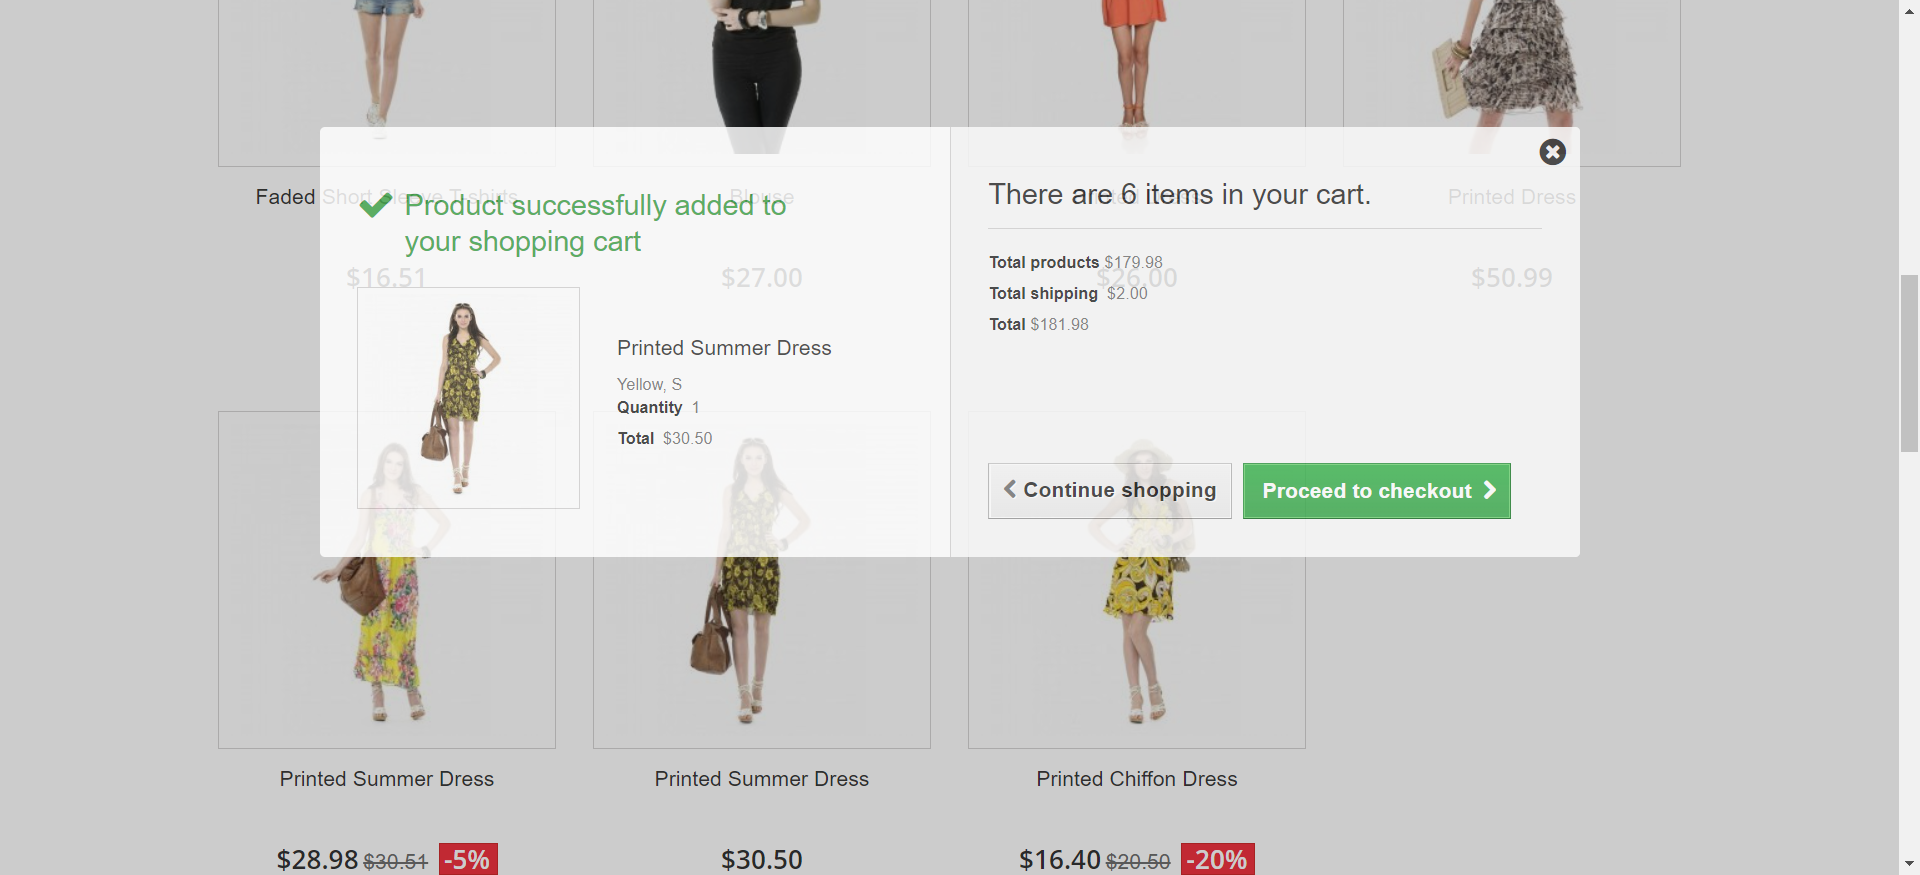 Faded Short Sleeve T-shirts
Blouse
Printed Dress
Printed Dress
$16.51
$27.00
$26.00
$50.99
Product successfully added to
your shopping cart
Printed Summer Dress
Yellow, S
Quantity 1
Total $30.50
There are 6 items in your cart.
Total products $179.98
Total shipping $2.00
Total $181.98
Continue shopping
Proceed to checkout
Printed Summer Dress
Printed Summer Dress
Printed Chiffon Dress
$28.98 $30.51 -5%
$30.50
$16.40 $20.50 -20%